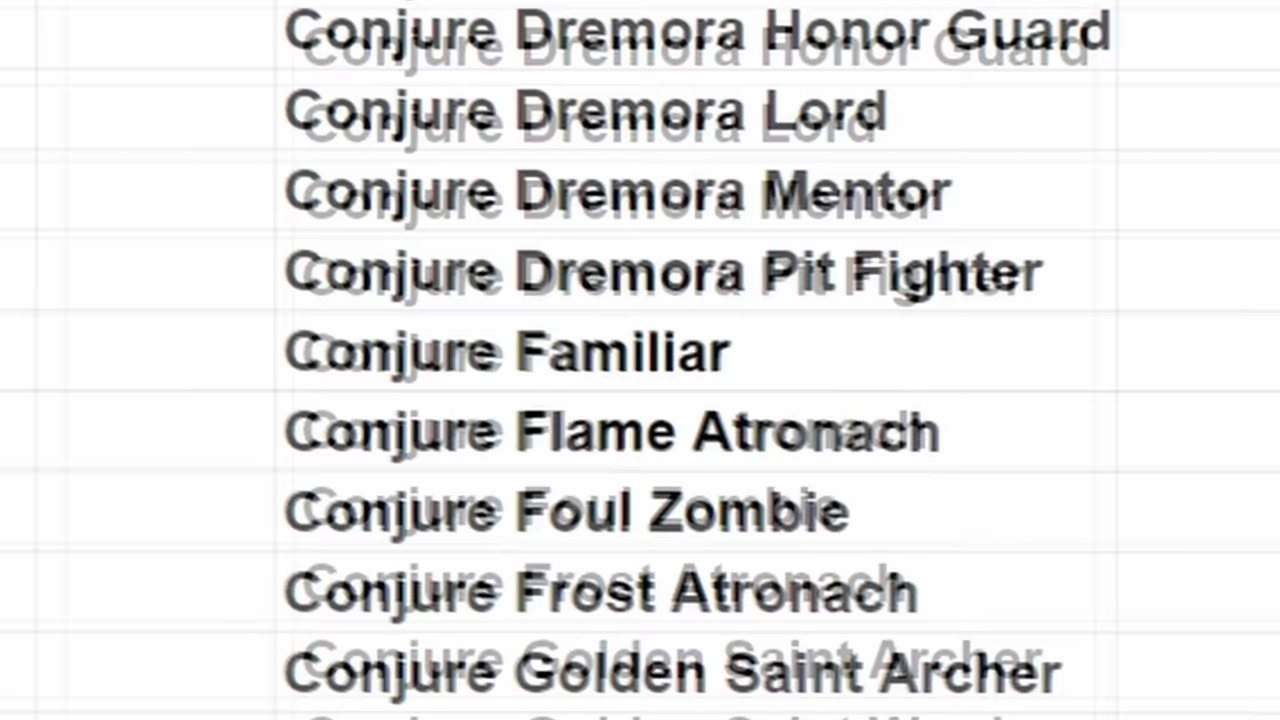 Conjure Dremora Honor Guard
Conjure Dremora Lord
Conjure Dremora Mentor
Conjure Dremora Pit Fighter
Conjure Familiar
Conjure Flame Atronach
Conjure Foul Zombie
Conjure Frost Atronach
Conjure Golden Saint Archer